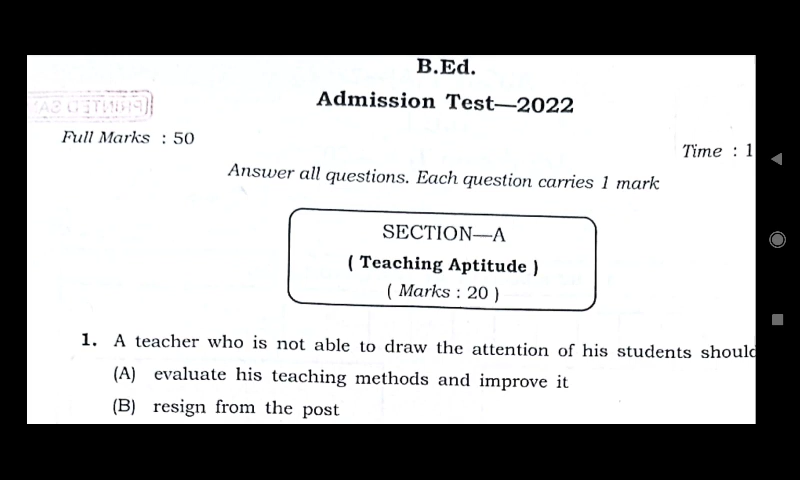 B.Ed.
Admission Test—2022
Full Marks : 50
Time : 1
Answer all questions. Each question carries 1 mark
SECTION—A
( Teaching Aptitude )
( Marks : 20 )
1. A teacher who is not able to draw the attention of his students should
(A) evaluate his teaching methods and improve it
(B) resign from the post